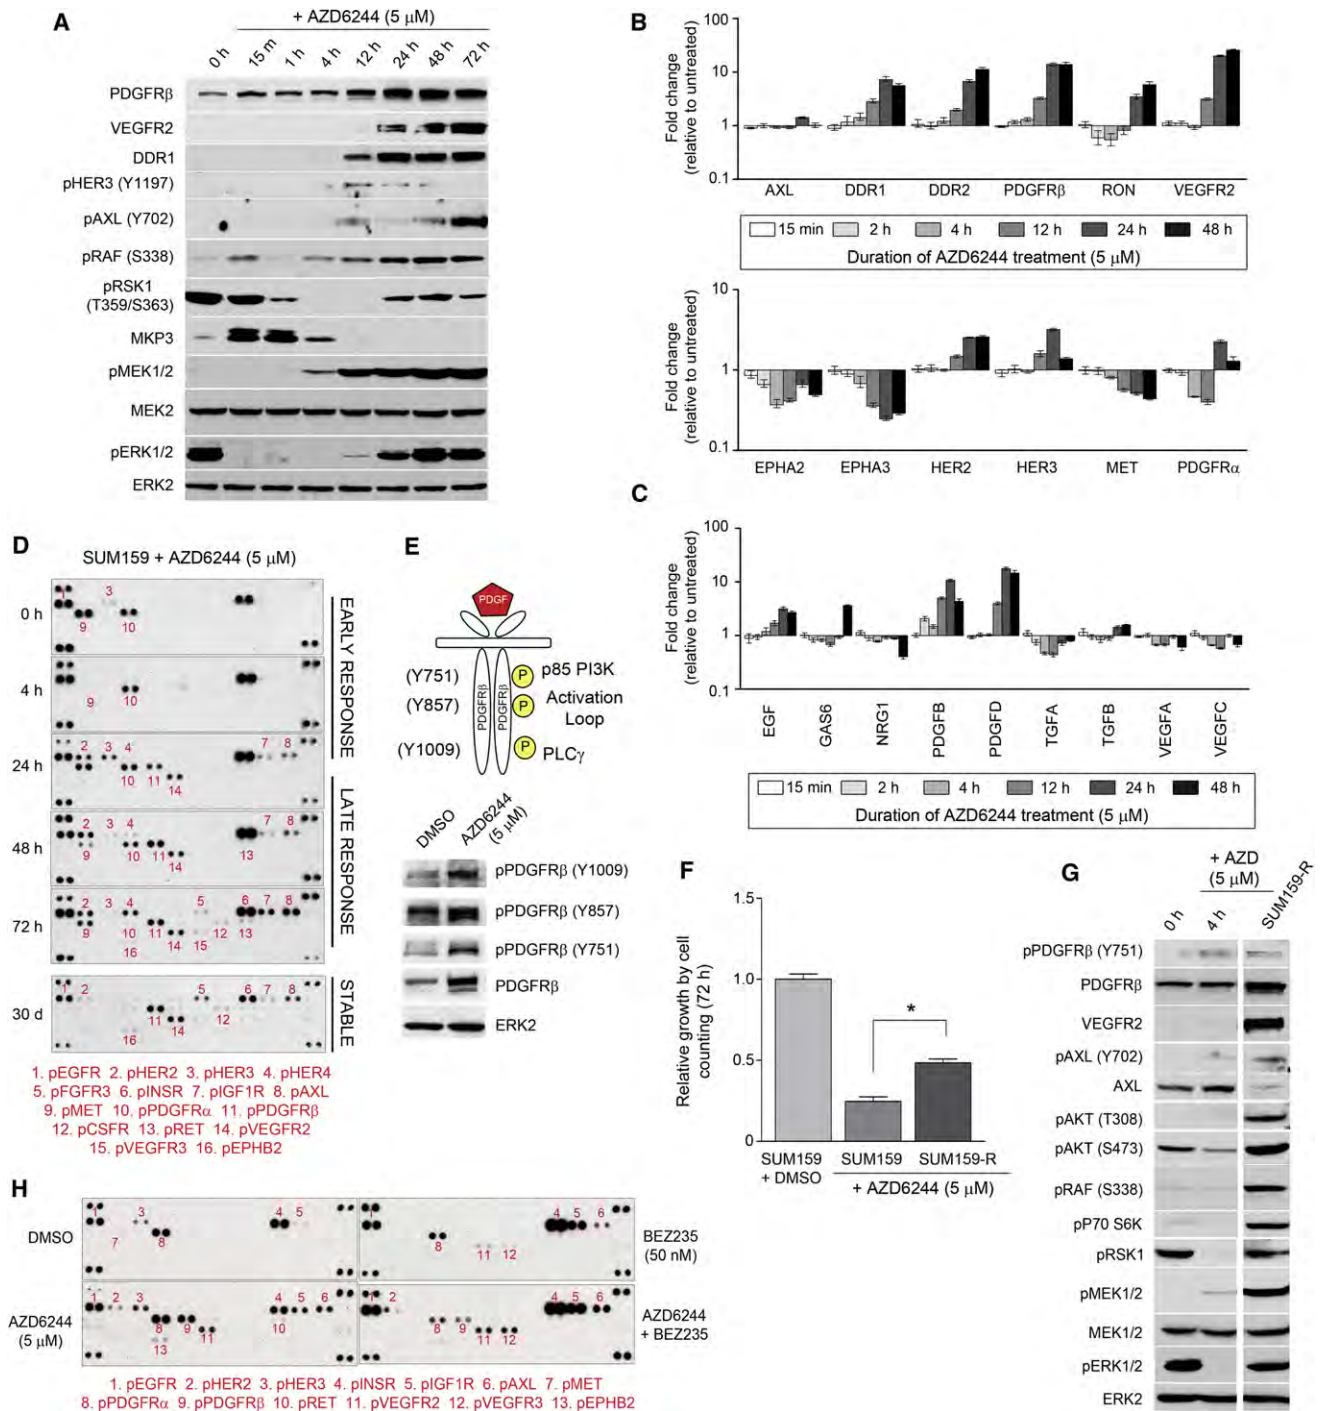 A
+ AZD6244 (5 μM)
0 h 15 m 1 h 4 h 12 h 24 h 48 h 72 h
PDGFRβ
VEGFR2
DDR1
pHER3 (Y1197)
pAXL (Y702)
pRAF (S338)
pRSK1
(T359/S363)
MKP3
pMEK1/2
MEK2
pERK1/2
ERK2
B
Fold change
(relative to untreated)
100
10
1
0.1
AXL DDR1 DDR2 PDGFRβ RON VEGFR2
15 min 2 h 4 h 12 h 24 h 48 h
Duration of AZD6244 treatment (5 μM)
Fold change
(relative to untreated)
10
1
0.1
EPHA2 EPHA3 HER2 HER3 MET PDGFRα
C
Fold change
(relative to untreated)
100
10
1
0.1
EGF GAS6 NRG1 PDGFB PDGFD TGFA TGFB VEGFA VEGFC
15 min 2 h 4 h 12 h 24 h 48 h
Duration of AZD6244 treatment (5 μM)
D
SUM159 + AZD6244 (5 μM)
0 h
1 3
9 10
4 h
9 10
24 h
2 3 4 7 8
10 11
14
48 h
2 3 4 7 8
9 10 11 13
14
72 h
2 3 4 5 6 7 8
9 10 11 12 13
14 15
16
30 d
1 2 5 6 7 8
11 12
14
16
EARLY RESPONSE
LATE RESPONSE
STABLE
1. pEGFR 2. pHER2 3. pHER3 4. pHER4
5. pFGFR3 6. pINSR 7. pIGF1R 8. pAXL
9. pMET 10. pPDGFRα 11. pPDGFRβ
12. pCSFR 13. pRET 14. pVEGFR2
15. pVEGFR3 16. pEPHB2
E
PDGF
PDGFRβ PDGFRβ
(Y751) P p85 PI3K
(Y857) P Activation
Loop
(Y1009) P PLCγ
DMSO AZD6244
(5 μM)
pPDGFRβ (Y1009)
pPDGFRβ (Y857)
pPDGFRβ (Y751)
PDGFRβ
ERK2
F
Relative growth by cell
counting (72 h)
1.5
1.0
0.5
0
*
SUM159
+ DMSO
SUM159 SUM159-R
+ AZD6244 (5 μM)
G
+ AZD
(5 μM)
0 h 4 h SUM159-R
pPDGFRβ (Y751)
PDGFRβ
VEGFR2
pAXL (Y702)
AXL
pAKT (T308)
pAKT (S473)
pRAF (S338)
pP70 S6K
pRSK1
pMEK1/2
MEK1/2
pERK1/2
ERK2
H
DMSO
1 3 4 5
7 8
BEZ235
(50 nM)
1 4 5 6
8 11 12
AZD6244
(5 μM)
1 2 3 4 5 6
8 9 10
11
13
AZD6244
+ BEZ235
1 2 4 5 6
8 9
11 12
1. pEGFR 2. pHER2 3. pHER3 4. pINSR 5. pIGF1R 6. pAXL 7. pMET
8. pPDGFRα 9. pPDGFRβ 10. pRET 11. pVEGFR2 12. pVEGFR3 13. pEPHB2